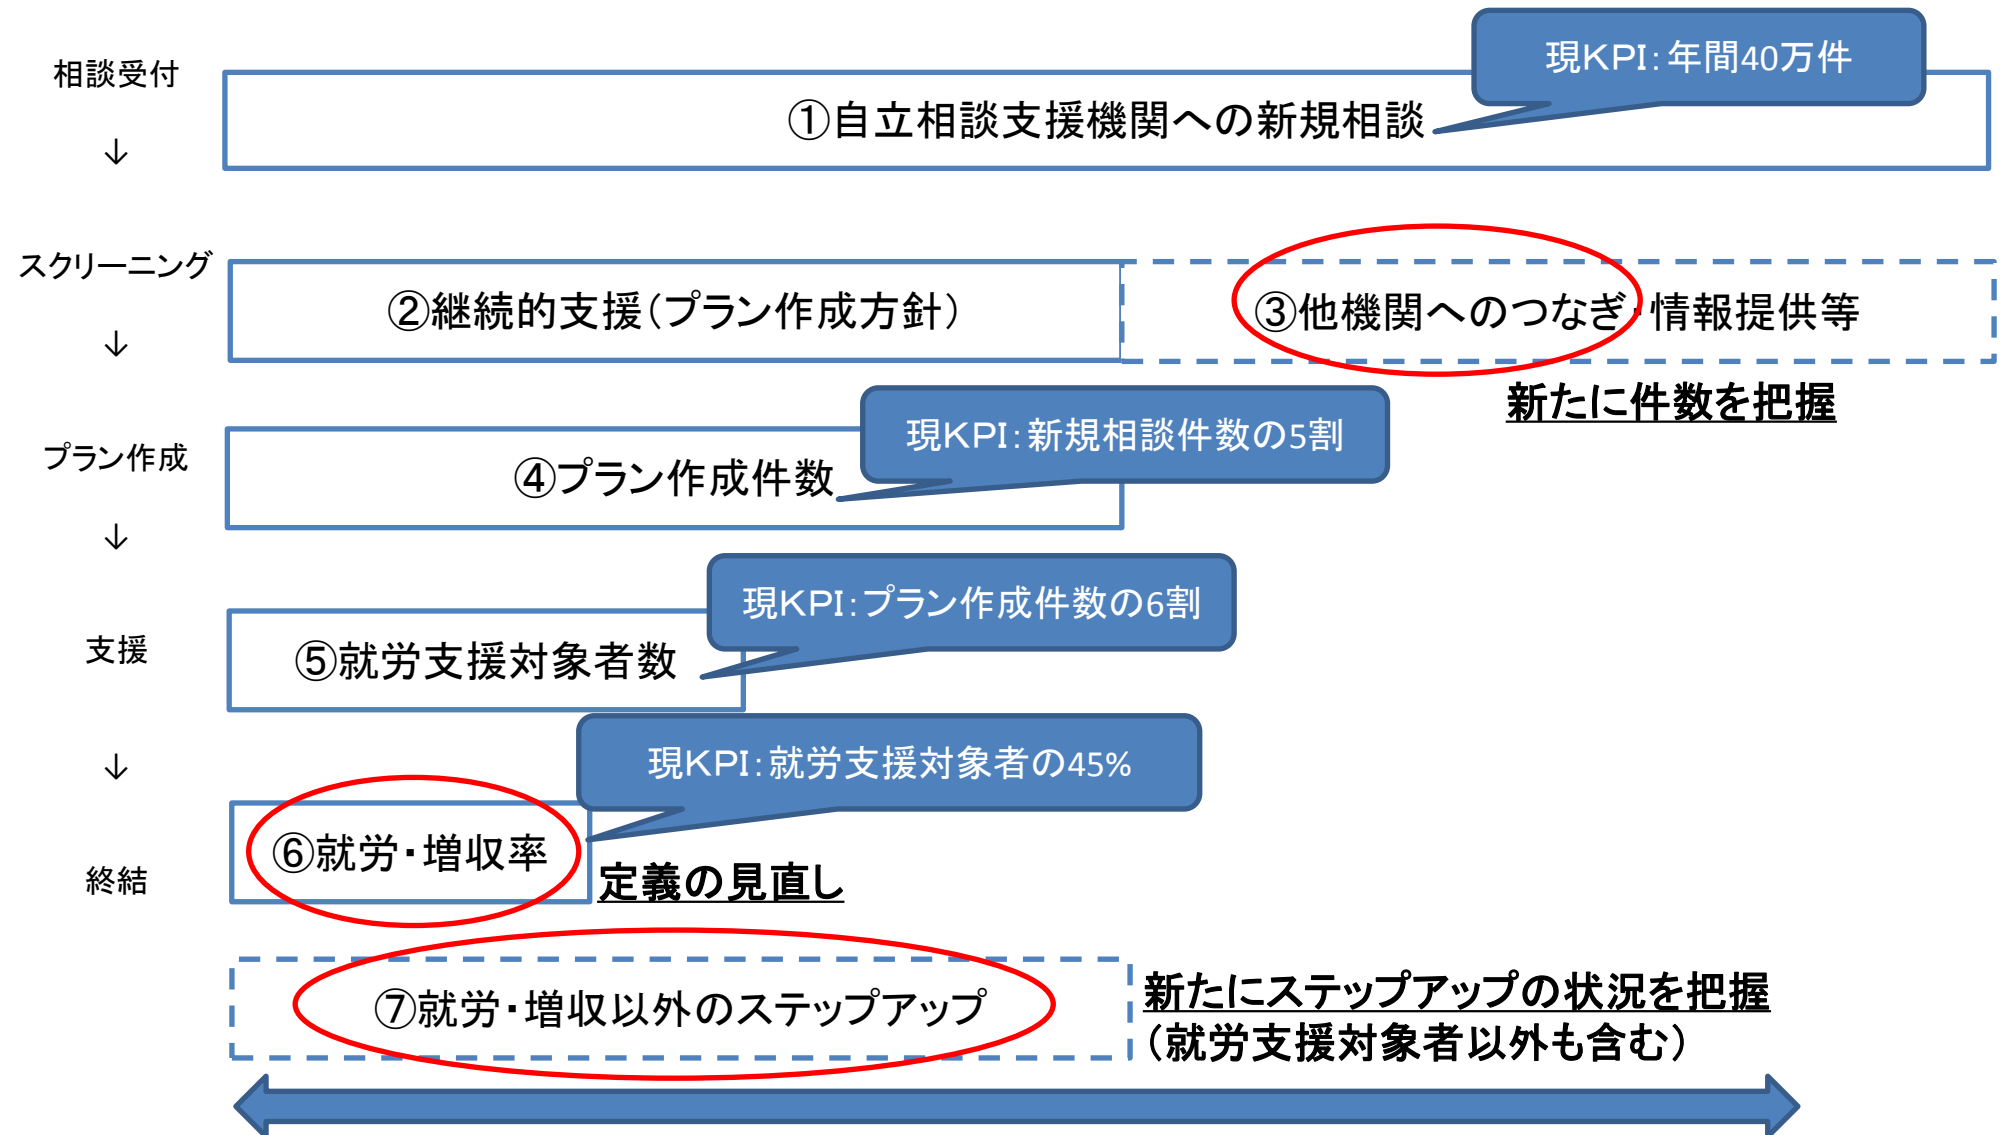 現KPI:年間40万件
相談受付
①自立相談支援機関への新規相談
↓
スクリーニング
②継続的支援(プラン作成方針)
③他機関へのつなぎ・情報提供等
↓
新たに件数を把握
現KPI:新規相談件数の5割
プラン作成
④プラン作成件数
↓
現KPI:プラン作成件数の6割
支援
⑤就労支援対象者数
↓
現KPI:就労支援対象者の45%
⑥就労・増収率
終結
定義の見直し
⑦就労・増収以外のステップアップ
新たにステップアップの状況を把握
(就労支援対象者以外も含む)